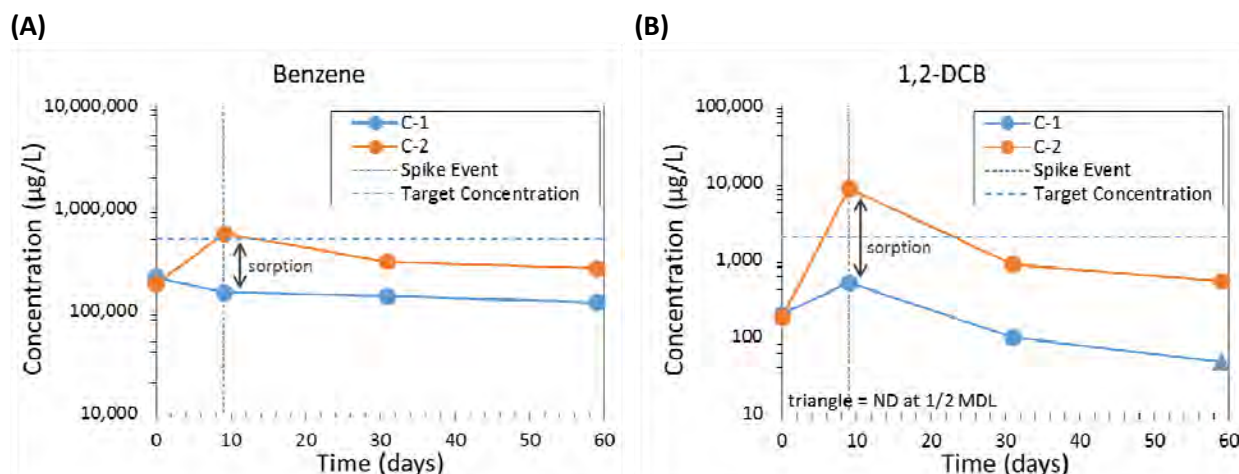 (A)
Benzene
10,000,000
1,000,000
100,000
10,000
Concentration (µg/L)
C-1
C-2
Spike Event
Target Concentration
sorption
0 10 20 30 40 50 60
Time (days)
(B)
1,2-DCB
100,000
10,000
1,000
100
10
Concentration (µg/L)
C-1
C-2
Spike Event
Target Concentration
sorption
triangle = ND at 1/2 MDL
0 10 20 30 40 50 60
Time (days)